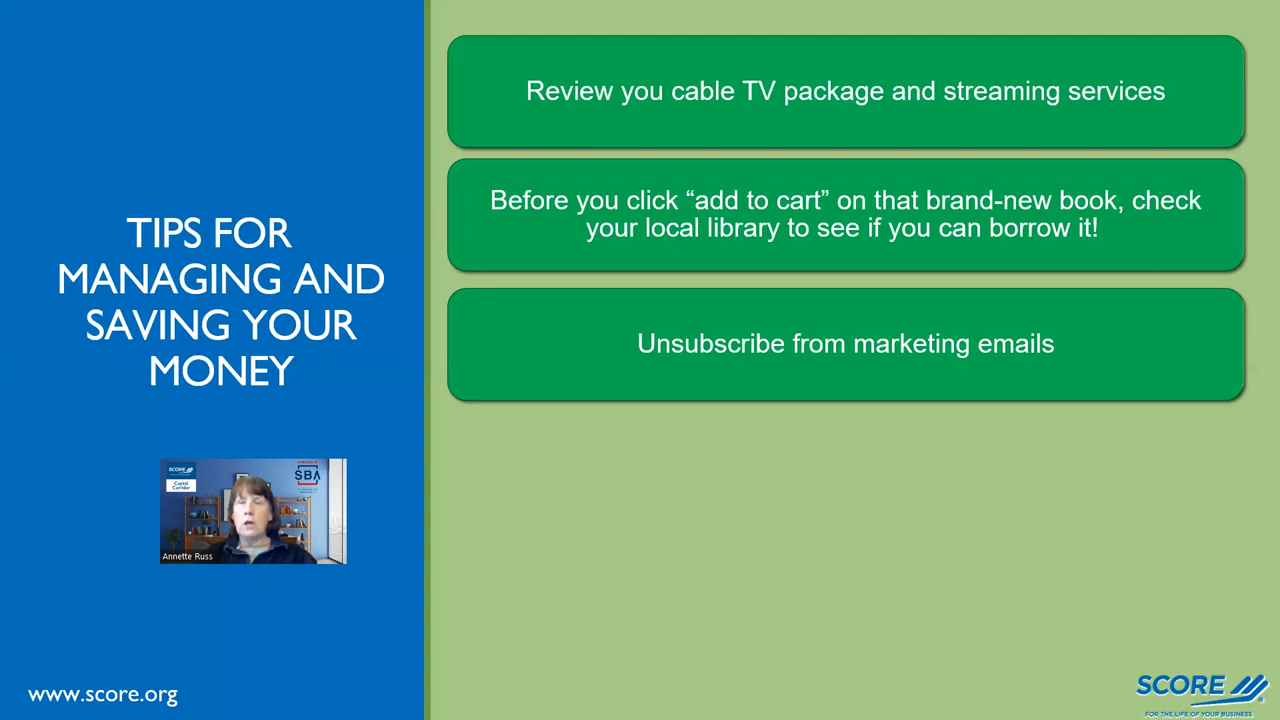 TIPS FOR
MANAGING AND
SAVING YOUR
MONEY
Review you cable TV package and streaming services
Before you click “add to cart” on that brand-new book, check
your local library to see if you can borrow it!
Unsubscribe from marketing emails
SCORE
Capital
Corridor
SBA
Annette Russ
www.score.org
SCORE
FOR THE LIFE OF YOUR BUSINESS